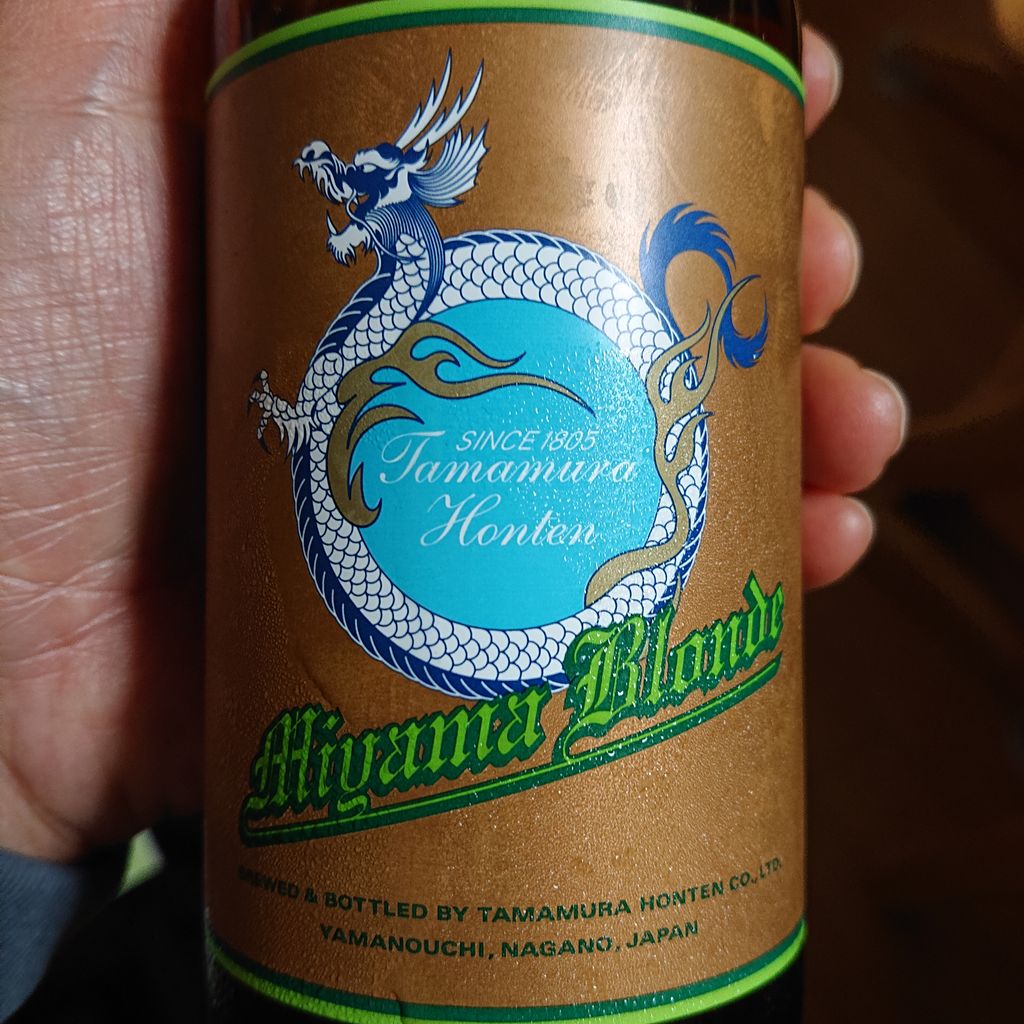 SINCE 1805
Tamamura
Honten
Miyama Blonde
BREWED & BOTTLED BY TAMAMURA HONTEN CO., LTD.
YAMANOUCHI, NAGANO, JAPAN